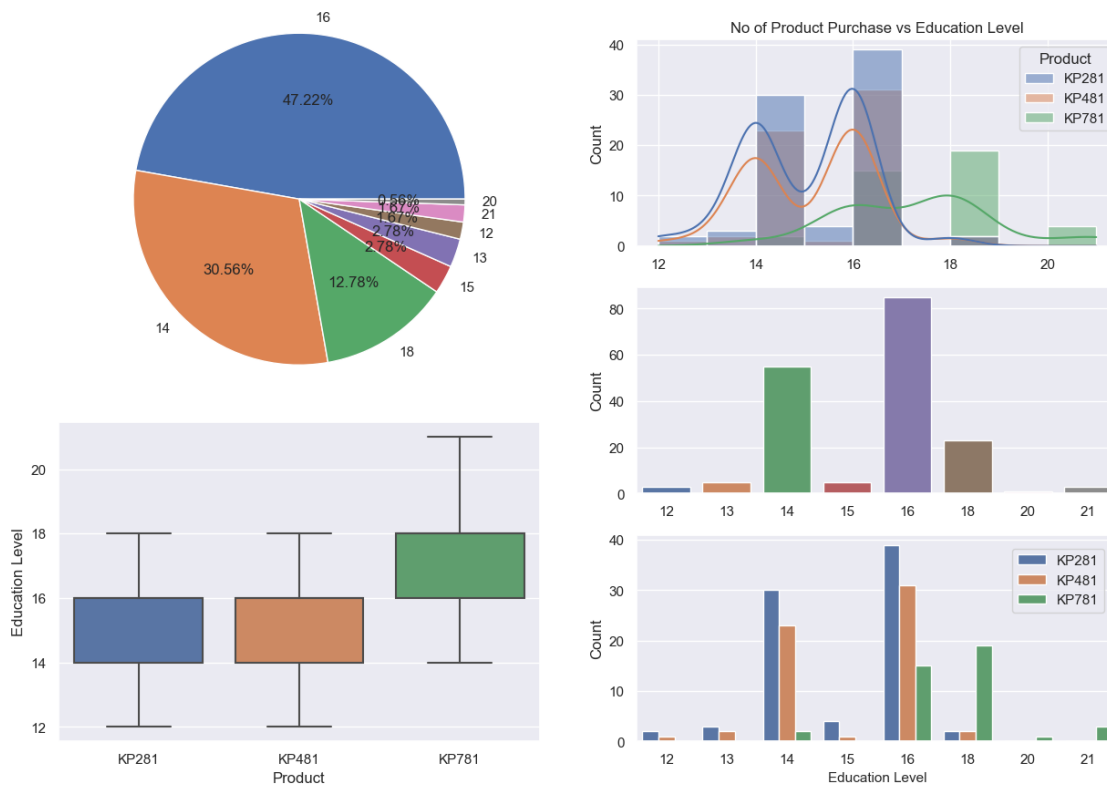 16
47.22%
0.56%
20
1.67%
21
1.67%
12
2.78%
13
2.78%
15
30.56%
12.78%
14
18
Education Level
20
18
16
14
12
KP281 KP481 KP781
Product
No of Product Purchase vs Education Level
Count
40
30
20
10
0
12 14 16 18 20
Product
KP281
KP481
KP781
Count
80
60
40
20
0
12 13 14 15 16 18 20 21
Count
40
30
20
10
0
12 13 14 15 16 18 20 21
Education Level
KP281
KP481
KP781